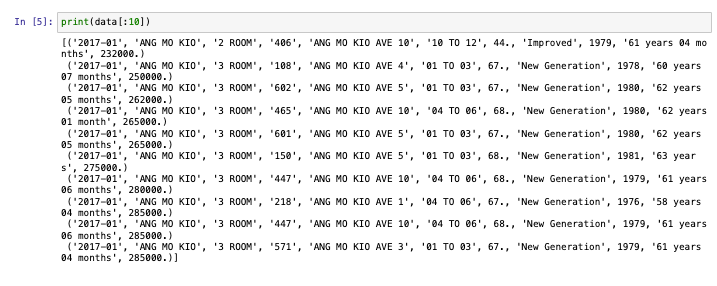 In [5]: print(data[:10])
[('2017-01', 'ANG MO KIO', '2 ROOM', '406', 'ANG MO KIO AVE 10', '10 TO 12', 44., 'Improved', 1979, '61 years 04 mo
nths', 232000.)
('2017-01', 'ANG MO KIO', '3 ROOM', '108', 'ANG MO KIO AVE 4', '01 TO 03', 67., 'New Generation', 1978, '60 years
07 months', 250000.)
('2017-01', 'ANG MO KIO', '3 ROOM', '602', 'ANG MO KIO AVE 5', '01 TO 03', 67., 'New Generation', 1980, '62 years
05 months', 262000.)
('2017-01', 'ANG MO KIO', '3 ROOM', '465', 'ANG MO KIO AVE 10', '04 TO 06', 68., 'New Generation', 1980, '62 years
01 month', 265000.)
('2017-01', 'ANG MO KIO', '3 ROOM', '601', 'ANG MO KIO AVE 5', '01 TO 03', 67., 'New Generation', 1980, '62 years
05 months', 265000.)
('2017-01', 'ANG MO KIO', '3 ROOM', '150', 'ANG MO KIO AVE 5', '01 TO 03', 68., 'New Generation', 1981, '63 year
s', 275000.)
('2017-01', 'ANG MO KIO', '3 ROOM', '447', 'ANG MO KIO AVE 10', '04 TO 06', 68., 'New Generation', 1979, '61 years
06 months', 280000.)
('2017-01', 'ANG MO KIO', '3 ROOM', '218', 'ANG MO KIO AVE 1', '04 TO 06', 67., 'New Generation', 1976, '58 years
04 months', 285000.)
('2017-01', 'ANG MO KIO', '3 ROOM', '447', 'ANG MO KIO AVE 10', '04 TO 06', 68., 'New Generation', 1979, '61 years
06 months', 285000.)
('2017-01', 'ANG MO KIO', '3 ROOM', '571', 'ANG MO KIO AVE 3', '01 TO 03', 67., 'New Generation', 1979, '61 years
04 months', 285000.)]